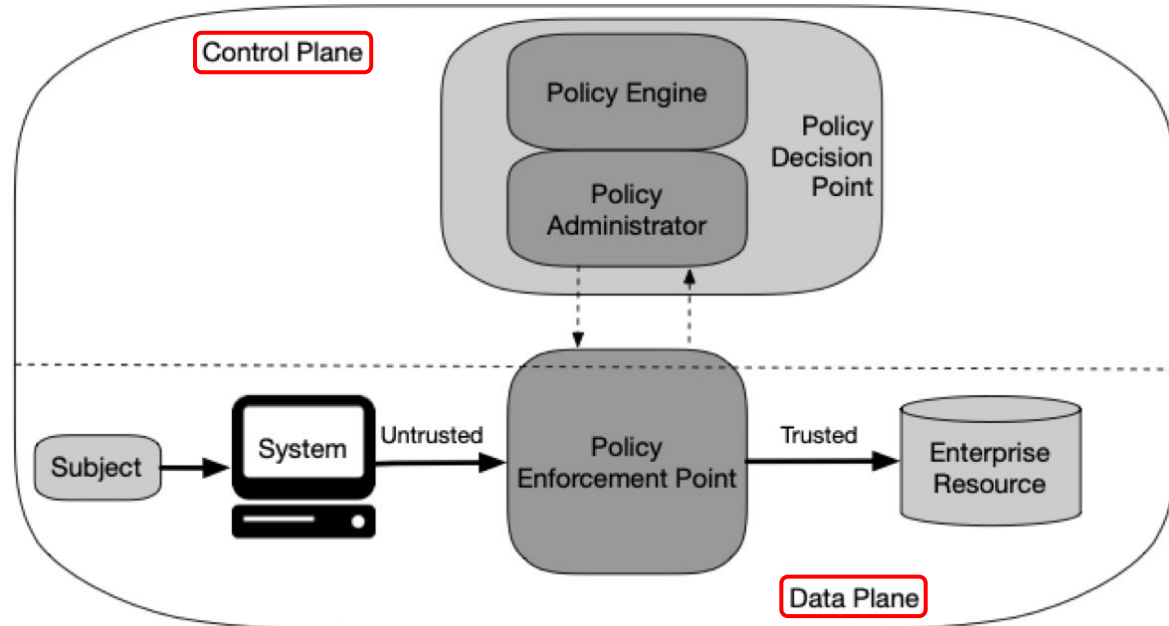 Control Plane
Policy Engine
Policy
Decision
Point
Policy
Administrator
Subject
System
Untrusted
Policy
Enforcement Point
Trusted
Enterprise
Resource
Data Plane